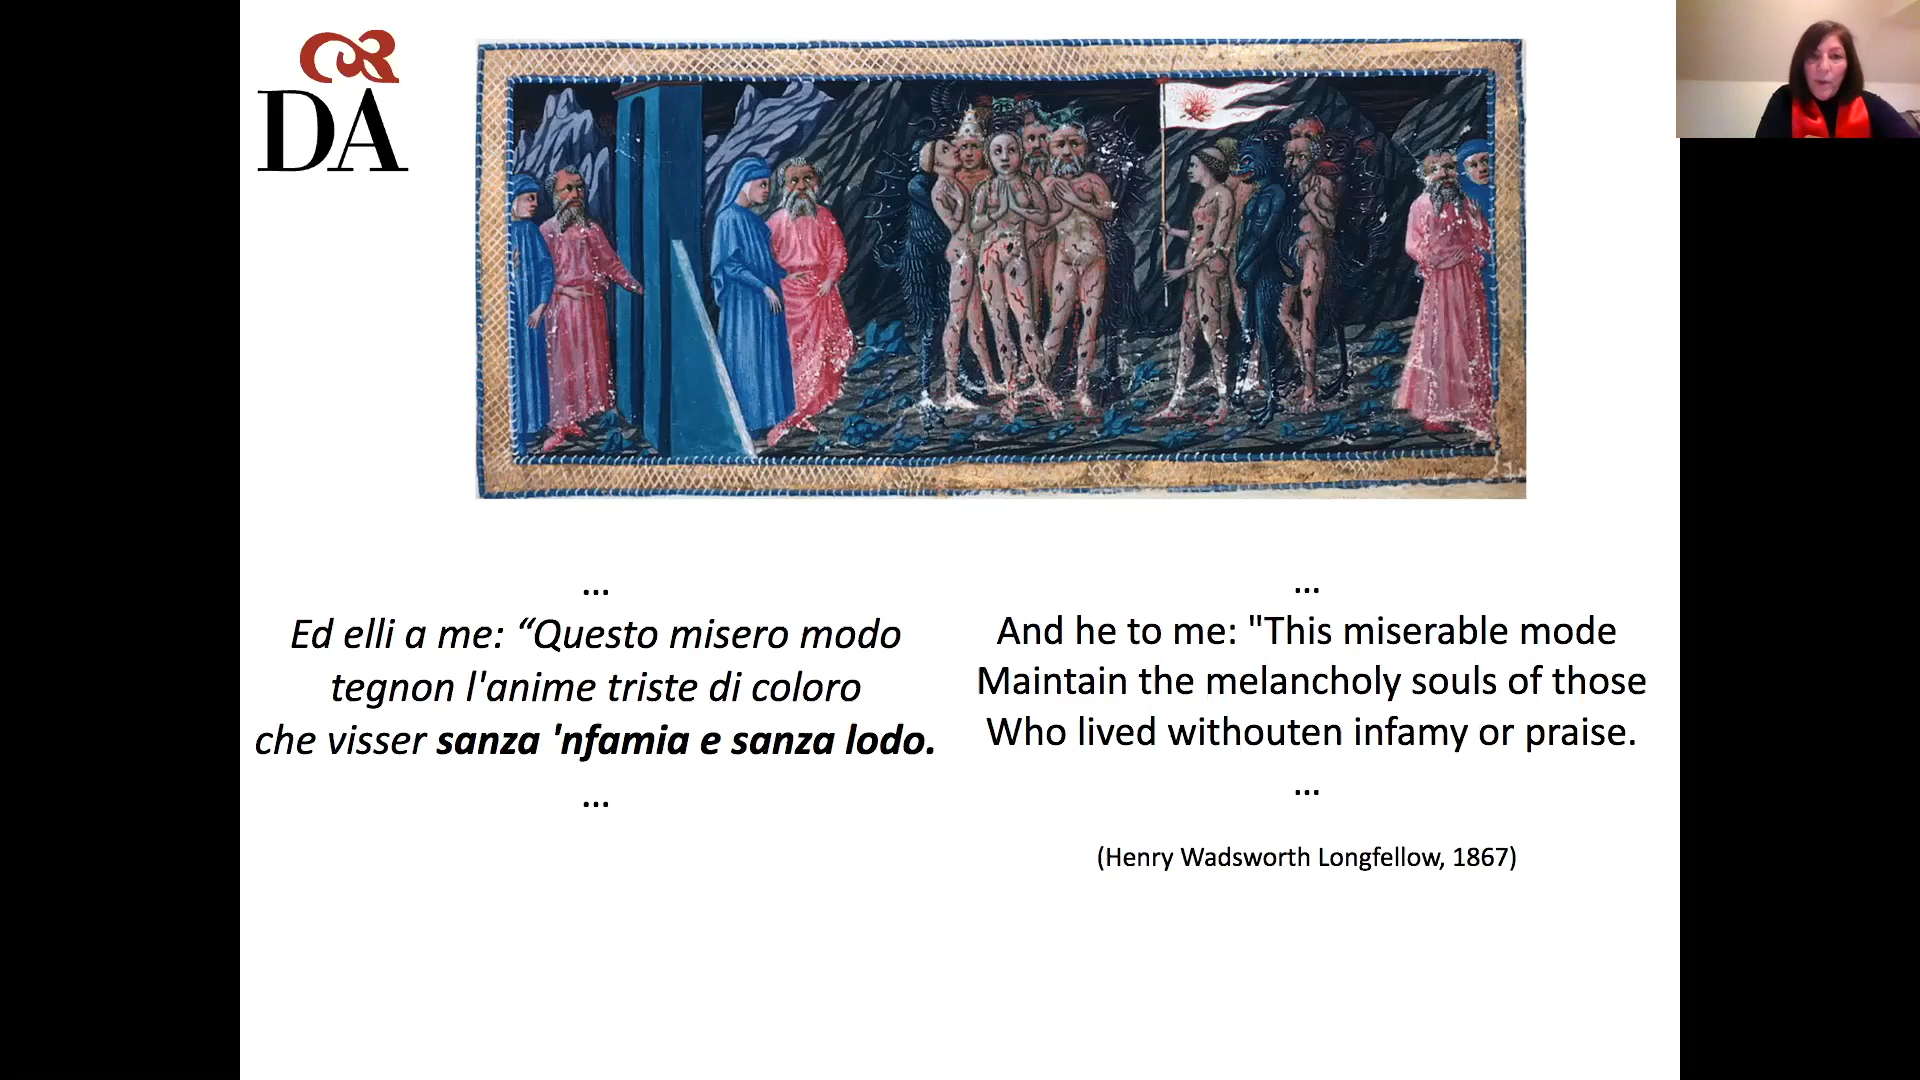 DA
...
Ed elli a me: “Questo misero modo
tegnon l'anime triste di coloro
che visser sanza 'nfamia e sanza lodo.
...
...
And he to me: "This miserable mode
Maintain the melancholy souls of those
Who lived withouten infamy or praise.
...
(Henry Wadsworth Longfellow, 1867)